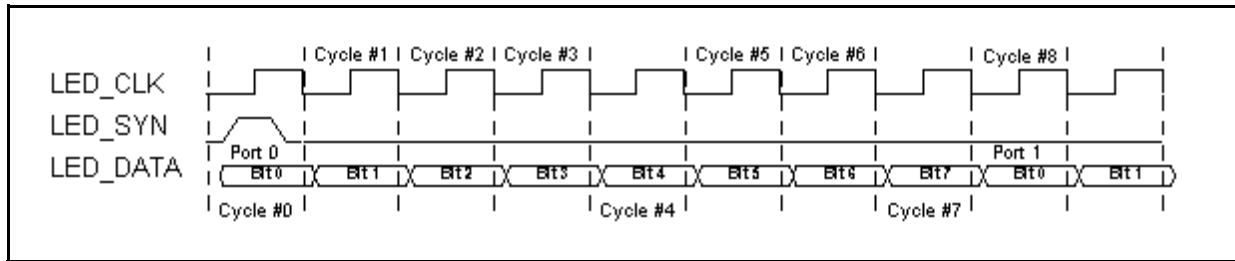 Cycle #1 Cycle #2 Cycle #3 Cycle #5 Cycle #6 Cycle #8
LED_CLK
LED_SYN
Port 0 Port 1
LED_DATA Bit 0 Bit 1 Bit 2 Bit 3 Bit 4 Bit 5 Bit 6 Bit 7 Bit 0 Bit 1
Cycle #0 Cycle #4 Cycle #7